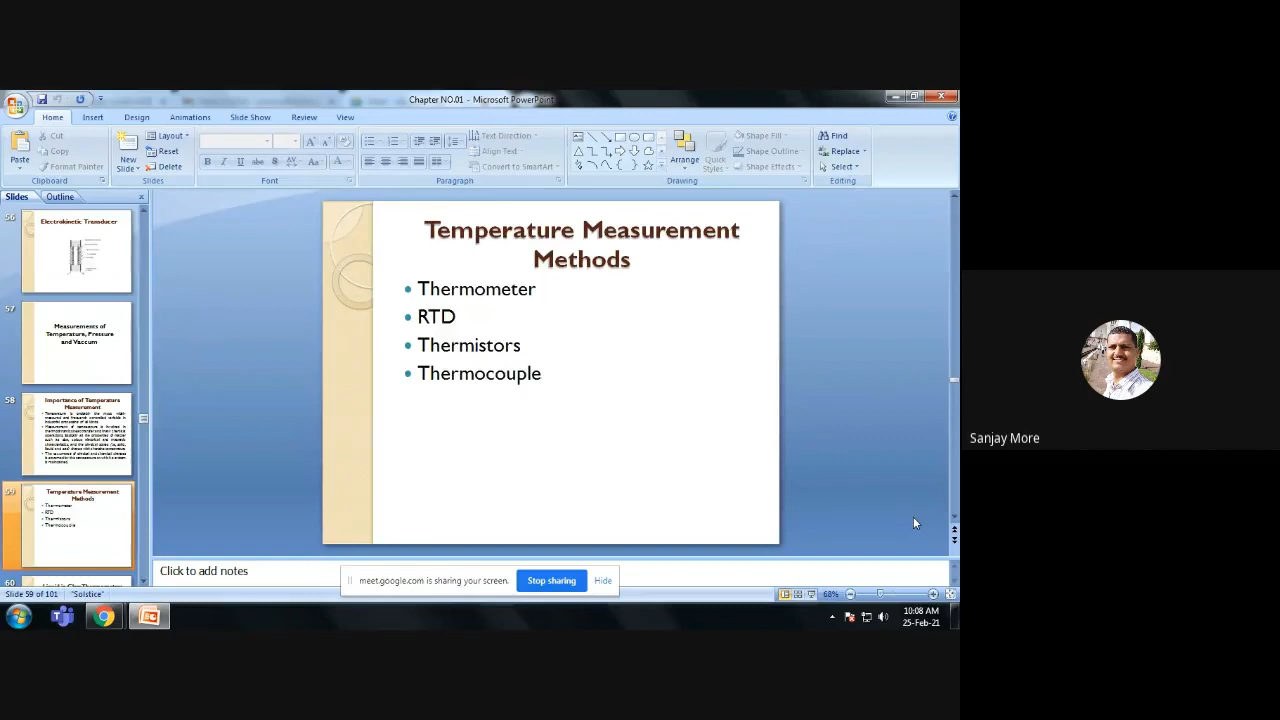 Chapter NO.01 - Microsoft PowerPoint
Home Insert Design Animations Slide Show Review View
Paste
Cut
Copy
Format Painter
Clipboard
New Slide
Layout
Reset
Delete
Slides
Font
Text Direction
Align Text
Convert to SmartArt
Paragraph
Arrange
Quick Styles
Shape Fill
Shape Outline
Shape Effects
Drawing
Find
Replace
Select
Editing
Slides Outline
56
Electrokinetic Transducer
57
Measurements of
Temperature, Pressure
and Vaccum
58
Importance of Temperature
Measurement
59
Temperature Measurement
Methods
• Thermometer
• RTD
• Thermistors
• Thermocouple
60
Temperature Measurement
Methods
• Thermometer
• RTD
• Thermistors
• Thermocouple
Click to add notes
meet.google.com is sharing your screen. Stop sharing Hide
Slide 59 of 101 "Solstice" 68%
10:08 AM
25-Feb-21
Sanjay More